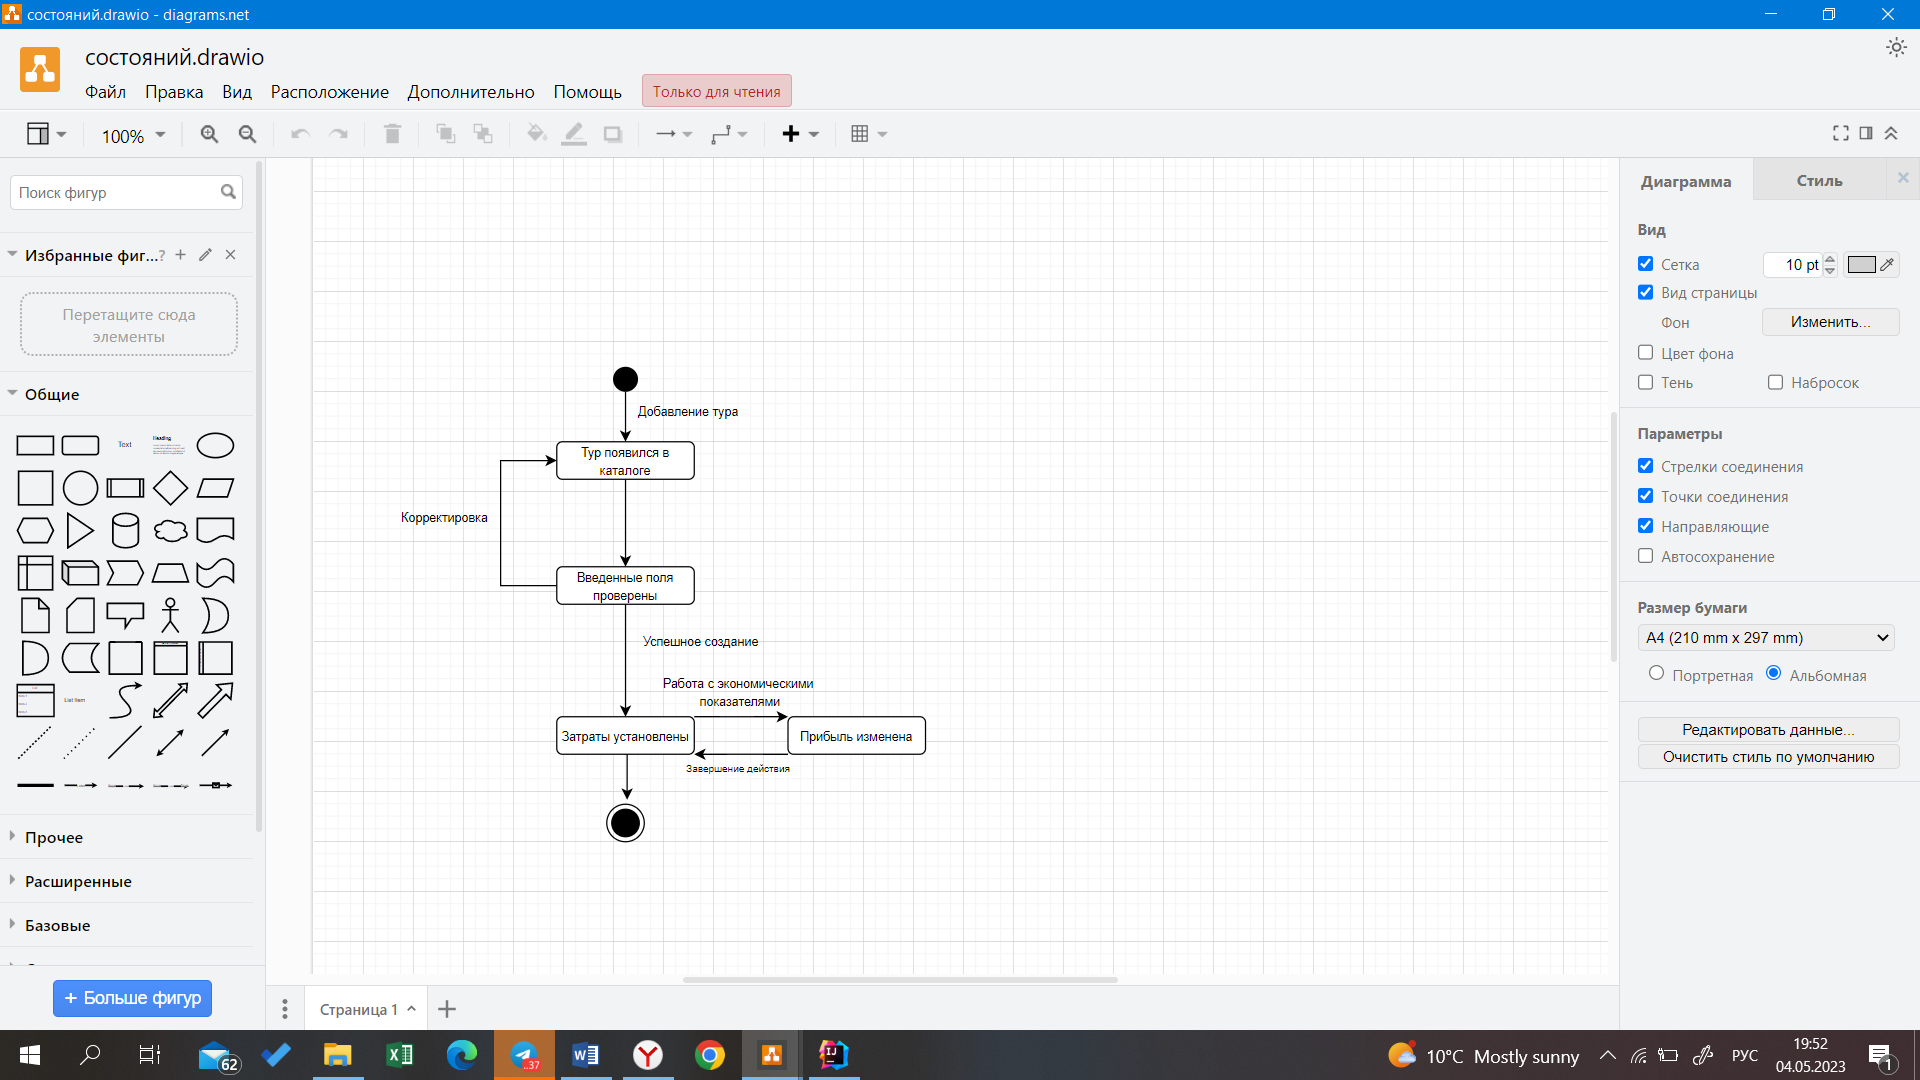 состояний.drawio - diagrams.net
состояний.drawio
Файл Правка Вид Расположение Дополнительно Помощь Только для чтения
100%
Поиск фигур
Избранные фиг...?
Перетащите сюда
элементы
Общие
Text
Heading
List Item
Прочее
Расширенные
Базовые
+ Больше фигур
Добавление тура
Тур появился в
каталоге
Корректировка
Введенные поля
проверены
Успешное создание
Работа с экономическими
показателями
Затраты установлены
Прибыль изменена
Завершение действия
Страница 1
Диаграмма Стиль
Вид
Сетка 10 pt
Вид страницы
Фон Изменить...
Цвет фона
Тень Набросок
Параметры
Стрелки соединения
Точки соединения
Направляющие
Автосохранение
Размер бумаги
A4 (210 mm x 297 mm)
Портретная Альбомная
Редактировать данные...
Очистить стиль по умолчанию
62
..37
10°C Mostly sunny
РУС
19:52
04.05.2023
1